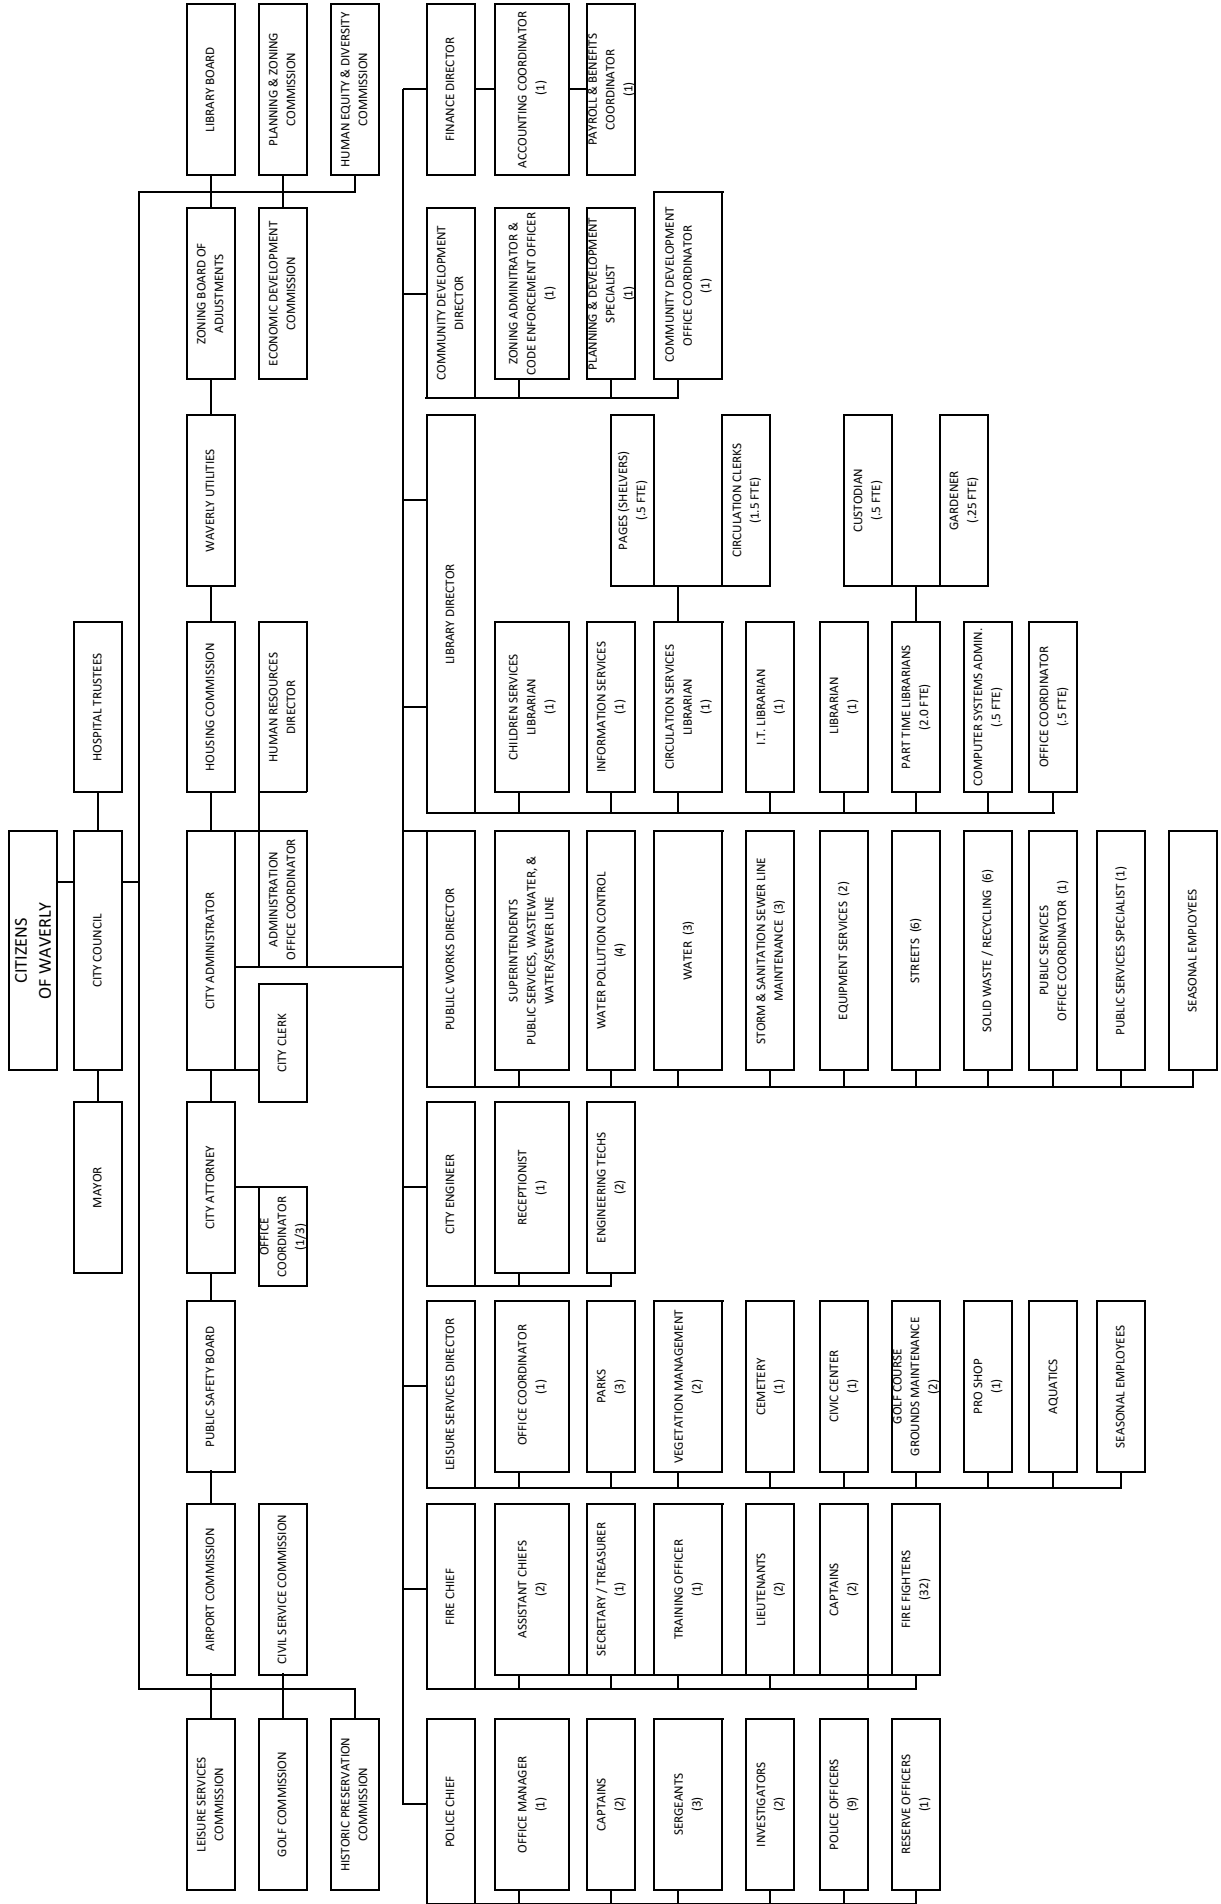 CITIZENS
OF WAVERLY
MAYOR
CITY COUNCIL
HOSPITAL TRUSTEES
LEISURE SERVICES
COMMISSION
AIRPORT COMMISSION
PUBLIC SAFETY BOARD
CITY ATTORNEY
CITY ADMINISTRATOR
HOUSING COMMISSION
WAVERLY UTILITIES
ZONING BOARD OF
ADJUSTMENTS
LIBRARY BOARD
GOLF COMMISSION
CIVIL SERVICE COMMISSION
OFFICE
COORDINATOR
(1/3)
CITY CLERK
ADMINISTRATION
OFFICE COORDINATOR
HUMAN RESOURCES
DIRECTOR
ECONOMIC DEVELOPMENT
COMMISSION
PLANNING & ZONING
COMMISSION
HISTORIC PRESERVATION
COMMISSION
HUMAN EQUITY & DIVERSITY
COMMISSION
POLICE CHIEF
OFFICE MANAGER
(1)
CAPTAINS
(2)
SERGEANTS
(3)
INVESTIGATORS
(2)
POLICE OFFICERS
(9)
RESERVE OFFICERS
(1)
FIRE CHIEF
ASSISTANT CHIEFS
(2)
SECRETARY / TREASURER
(1)
TRAINING OFFICER
(1)
LIEUTENANTS
(2)
CAPTAINS
(2)
FIRE FIGHTERS
(32)
LEISURE SERVICES DIRECTOR
OFFICE COORDINATOR
(1)
PARKS
(3)
VEGETATION MANAGEMENT
(2)
CEMETERY
(1)
CIVIC CENTER
(1)
GOLF COURSE
GROUNDS MAINTENANCE
(2)
PRO SHOP
(1)
AQUATICS
SEASONAL EMPLOYEES
CITY ENGINEER
RECEPTIONIST
(1)
ENGINEERING TECHS
(2)
PUBLILC WORKS DIRECTOR
SUPERINTENDENTS
PUBLIC SERVICES, WASTEWATER, &
WATER/SEWER LINE
WATER POLLUTION CONTROL
(4)
WATER (3)
STORM & SANITATION SEWER LINE
MAINTENANCE (3)
EQUIPMENT SERVICES (2)
STREETS (6)
SOLID WASTE / RECYCLING (6)
PUBLIC SERVICES
OFFICE COORDINATOR (1)
PUBLIC SERVICES SPECIALIST (1)
SEASONAL EMPLOYEES
LIBRARY DIRECTOR
CHILDREN SERVICES
LIBRARIAN
(1)
INFORMATION SERVICES
(1)
CIRCULATION SERVICES
LIBRARIAN
(1)
PAGES (SHELVERS)
(.5 FTE)
CIRCULATION CLERKS
(1.5 FTE)
I.T. LIBRARIAN
(1)
LIBRARIAN
(1)
PART TIME LIBRARIANS
(2.0 FTE)
CUSTODIAN
(.5 FTE)
GARDENER
(.25 FTE)
COMPUTER SYSTEMS ADMIN.
(.5 FTE)
OFFICE COORDINATOR
(.5 FTE)
COMMUNITY DEVELOPMENT
DIRECTOR
ZONING ADMINITRATOR &
CODE ENFORCEMENT OFFICER
(1)
PLANNING & DEVELOPMENT
SPECIALIST
(1)
COMMUNITY DEVELOPMENT
OFFICE COORDINATOR
(1)
FINANCE DIRECTOR
ACCOUNTING COORDINATOR
(1)
PAYROLL & BENEFITS
COORDINATOR
(1)